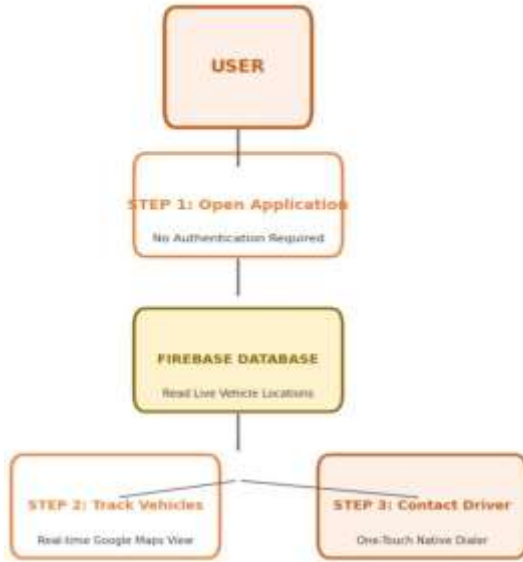 USER
STEP 1: Open Application
No Authentication Required
FIREBASE DATABASE
Read Live Vehicle Locations
STEP 2: Track Vehicles
Real-time Google Maps View
STEP 3: Contact Driver
One-Touch Native Dialer